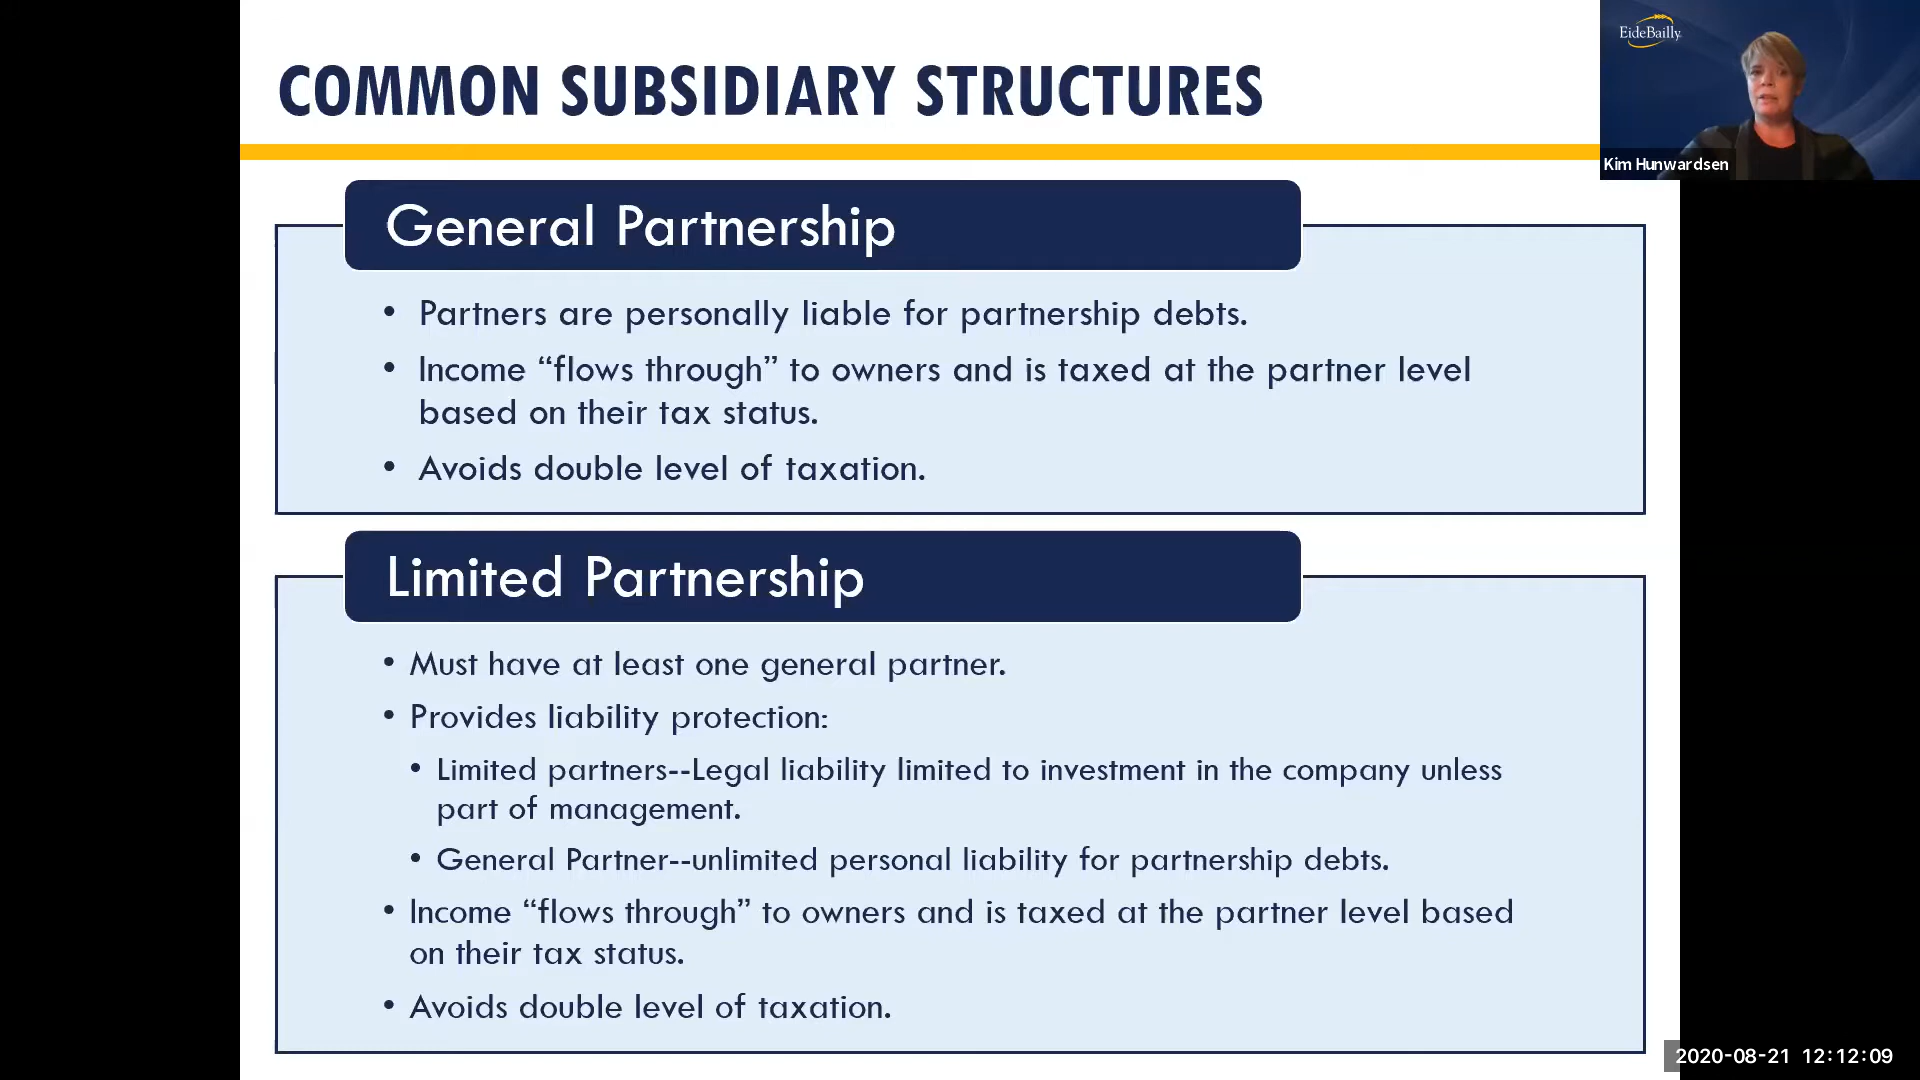 COMMON SUBSIDIARY STRUCTURES
EideBailly
Kim Hunwardsen
General Partnership
• Partners are personally liable for partnership debts.
• Income “flows through” to owners and is taxed at the partner level
based on their tax status.
• Avoids double level of taxation.
Limited Partnership
• Must have at least one general partner.
• Provides liability protection:
• Limited partners--Legal liability limited to investment in the company unless
part of management.
• General Partner--unlimited personal liability for partnership debts.
• Income “flows through” to owners and is taxed at the partner level based
on their tax status.
• Avoids double level of taxation.
2020-08-21 12:12:09